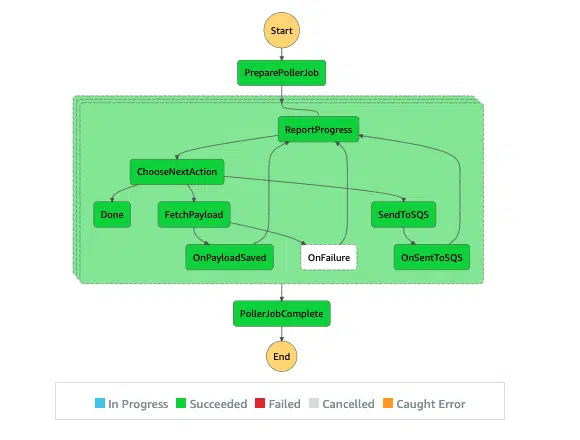 Start
PreparePollerJob
ReportProgress
ChooseNextAction
Done
FetchPayload
SendToSQS
OnPayloadSaved
OnFailure
OnSentToSQS
PollerJobComplete
End
In Progress Succeeded Failed Cancelled Caught Error